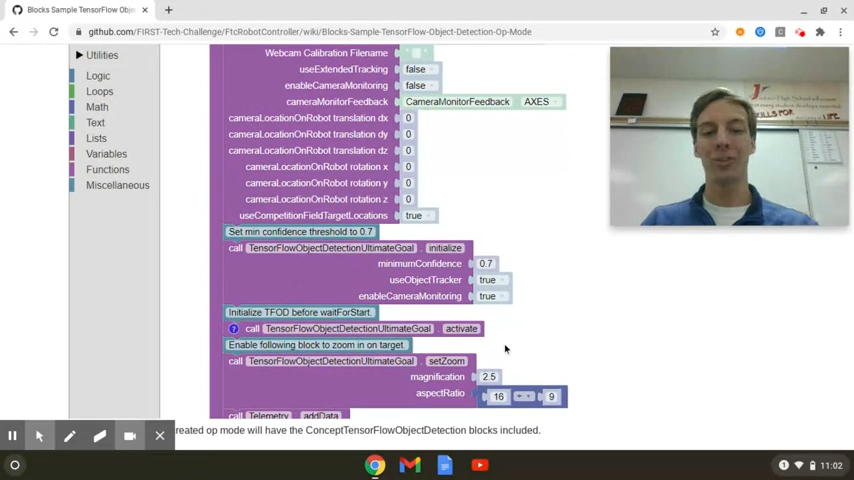 Blocks Sample TensorFlow Object
github.com/FIRST-Tech-Challenge/FtcRobotController/wiki/Blocks-Sample-TensorFlow-Object-Detection-Op-Mode
Utilities
Logic
Loops
Math
Text
Lists
Variables
Functions
Miscellaneous
Webcam Calibration Filename
useExtendedTracking false
enableCameraMonitoring false
cameraMonitorFeedback CameraMonitorFeedback AXES
cameraLocationOnRobot translation dx 0
cameraLocationOnRobot translation dy 0
cameraLocationOnRobot translation dz 0
cameraLocationOnRobot rotation x 0
cameraLocationOnRobot rotation y 0
cameraLocationOnRobot rotation z 0
useCompetitionFieldTargetLocations true
Set min confidence threshold to 0.7
call TensorFlowObjectDetectionUltimateGoal . initialize
minimumConfidence 0.7
useObjectTracker true
enableCameraMonitoring true
Initialize TFOD before waitForStart.
? call TensorFlowObjectDetectionUltimateGoal . activate
Enable following block to zoom in on target.
call TensorFlowObjectDetectionUltimateGoal . setZoom
magnification 2.5
aspectRatio 16 ÷ 9
call Telemetry . addData
reated op mode will have the ConceptTensorFlowObjectDetection blocks included.
SKILLS FOR LIFE
1 11:02